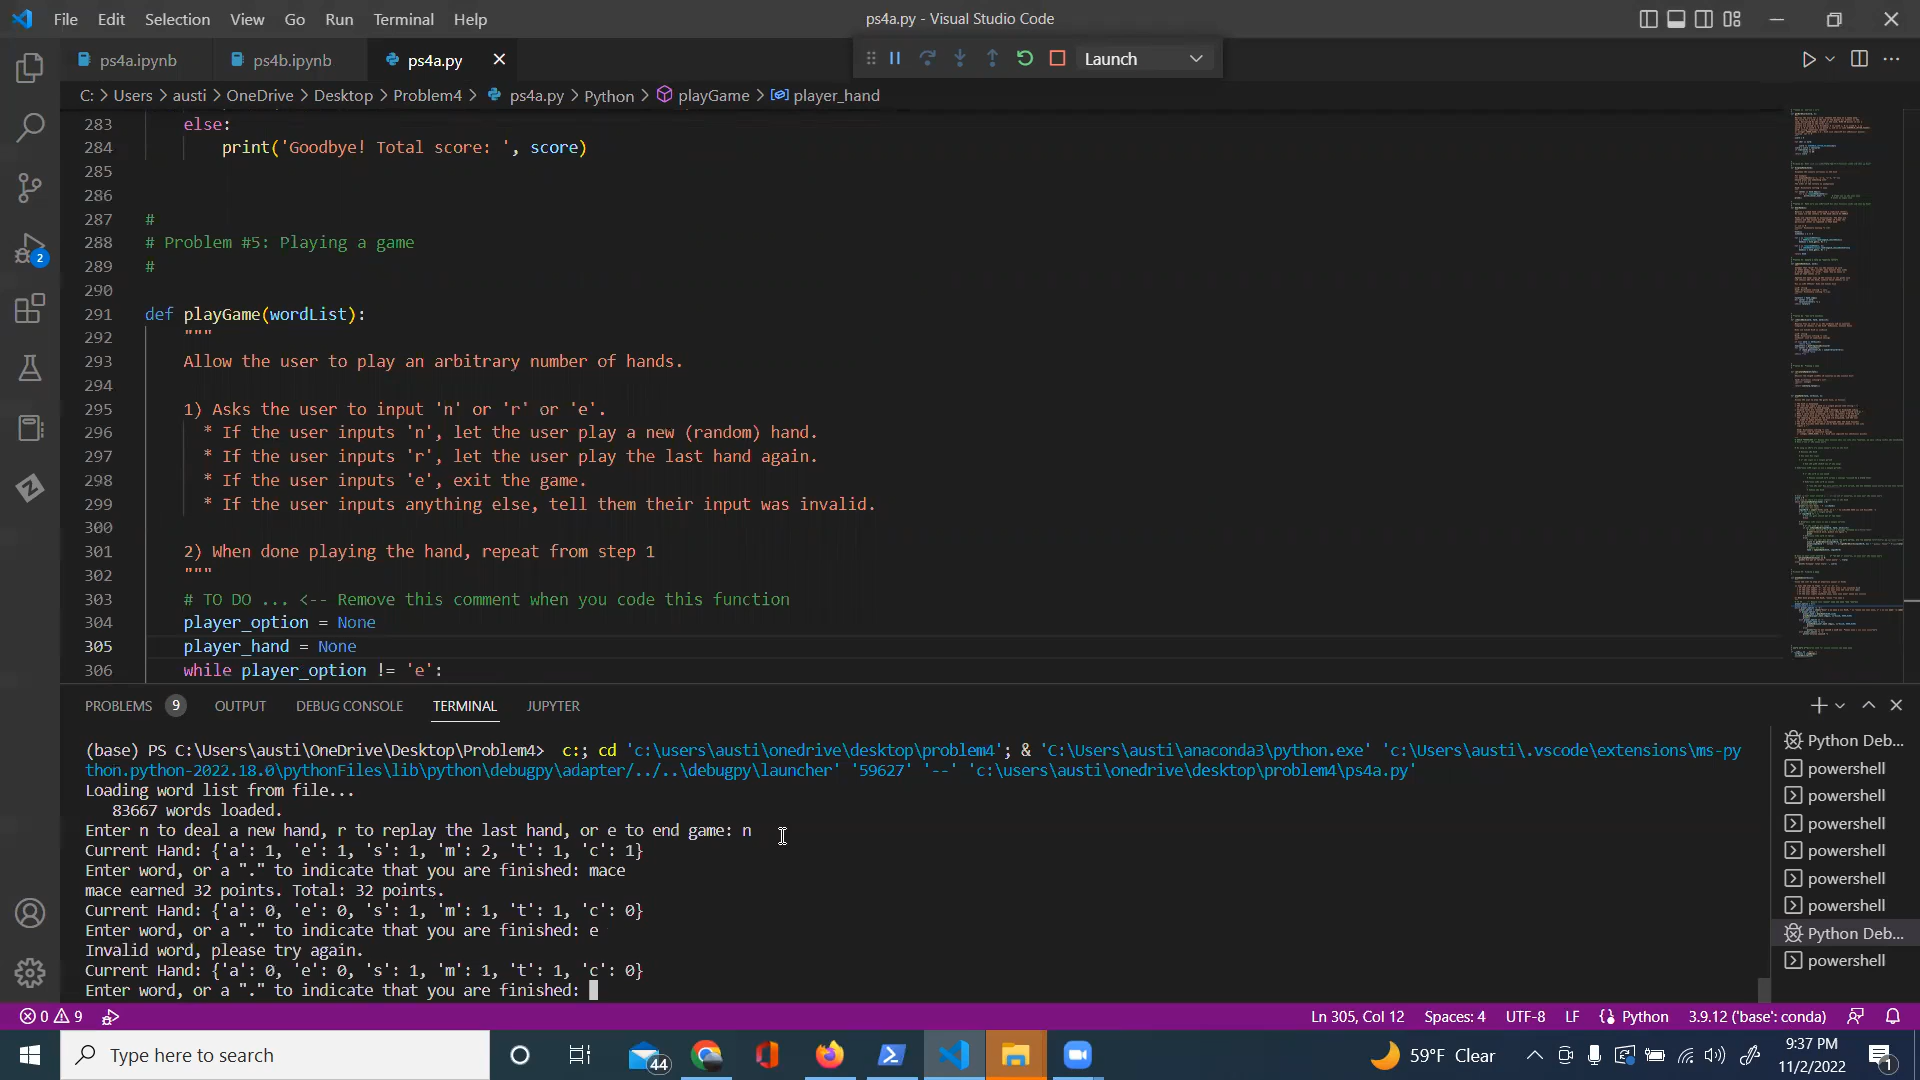 File Edit Selection View Go Run Terminal Help
ps4a.py - Visual Studio Code
ps4a.ipynb ps4b.ipynb ps4a.py
Launch
C: > Users > austi > OneDrive > Desktop > Problem4 > ps4a.py > Python > playGame > player_hand
283 else:
284 print('Goodbye! Total score: ', score)
285
286
287 #
288 # Problem #5: Playing a game
289 #
290
291 def playGame(wordList):
292 """
293 Allow the user to play an arbitrary number of hands.
294
295 1) Asks the user to input 'n' or 'r' or 'e'.
296 * If the user inputs 'n', let the user play a new (random) hand.
297 * If the user inputs 'r', let the user play the last hand again.
298 * If the user inputs 'e', exit the game.
299 * If the user inputs anything else, tell them their input was invalid.
300
301 2) When done playing the hand, repeat from step 1
302 """
303 # TO DO ... <-- Remove this comment when you code this function
304 player_option = None
305 player_hand = None
306 while player_option != 'e':
2
PROBLEMS 9 OUTPUT DEBUG CONSOLE TERMINAL JUPYTER
(base) PS C:\Users\austi\OneDrive\Desktop\Problem4> c:; cd 'c:\users\austi\onedrive\desktop\problem4'; & 'C:\Users\austi\anaconda3\python.exe' 'c:\Users\austi\.vscode\extensions\ms-py
thon.python-2022.18.0\pythonFiles\lib\python\debugpy\adapter/../..\debugpy\launcher' '59627' '--' 'c:\users\austi\onedrive\desktop\problem4\ps4a.py'
Loading word list from file...
83667 words loaded.
Enter n to deal a new hand, r to replay the last hand, or e to end game: n
Current Hand: {'a': 1, 'e': 1, 's': 1, 'm': 2, 't': 1, 'c': 1}
Enter word, or a "." to indicate that you are finished: mace
mace earned 32 points. Total: 32 points.
Current Hand: {'a': 0, 'e': 0, 's': 1, 'm': 1, 't': 1, 'c': 0}
Enter word, or a "." to indicate that you are finished: e
Invalid word, please try again.
Current Hand: {'a': 0, 'e': 0, 's': 1, 'm': 1, 't': 1, 'c': 0}
Enter word, or a "." to indicate that you are finished:
Python Deb...
powershell
powershell
powershell
powershell
powershell
powershell
Python Deb...
powershell
0 9
Ln 305, Col 12 Spaces: 4 UTF-8 LF Python 3.9.12 ('base': conda)
Type here to search
44
59°F Clear
9:37 PM
11/2/2022
1